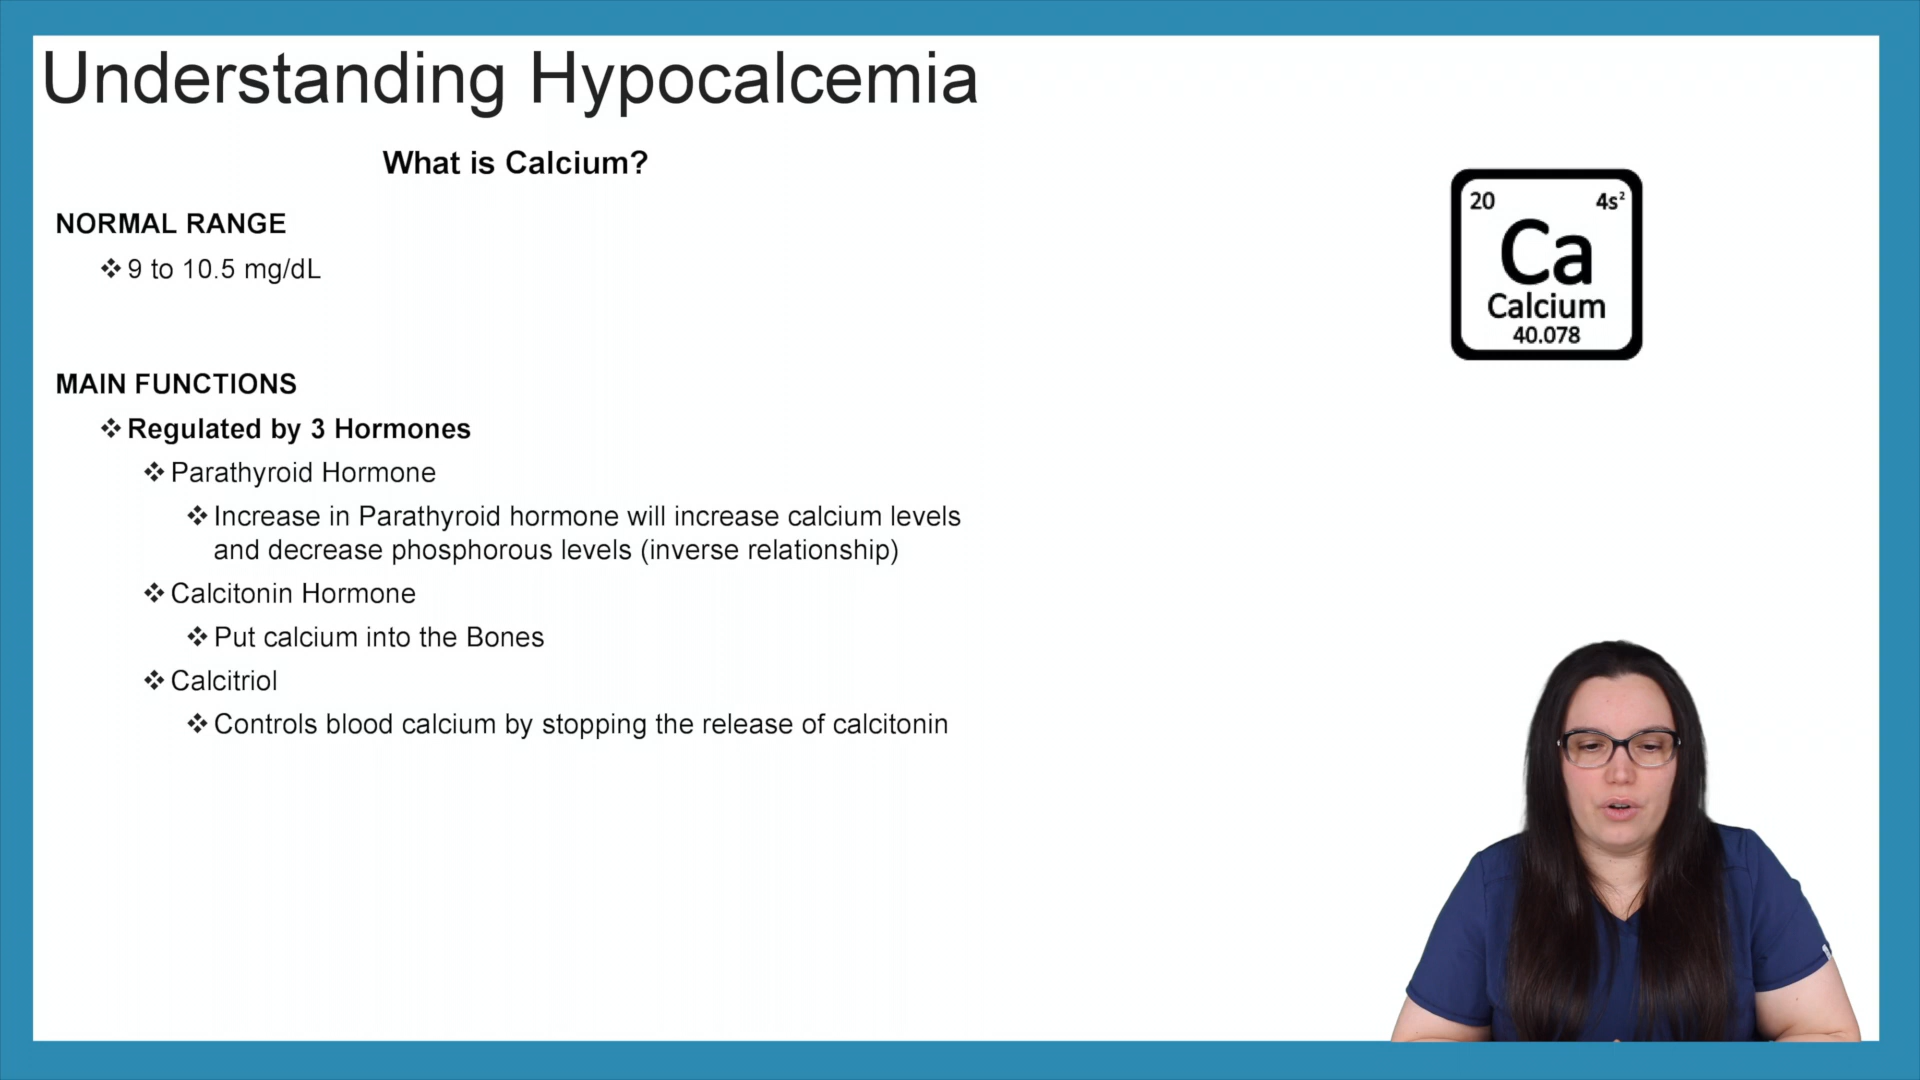 Understanding Hypocalcemia
What is Calcium?
NORMAL RANGE
❖ 9 to 10.5 mg/dL
MAIN FUNCTIONS
❖ Regulated by 3 Hormones
❖ Parathyroid Hormone
❖ Increase in Parathyroid hormone will increase calcium levels
and decrease phosphorous levels (inverse relationship)
❖ Calcitonin Hormone
❖ Put calcium into the Bones
❖ Calcitriol
❖ Controls blood calcium by stopping the release of calcitonin
20 4s²
Ca
Calcium
40.078